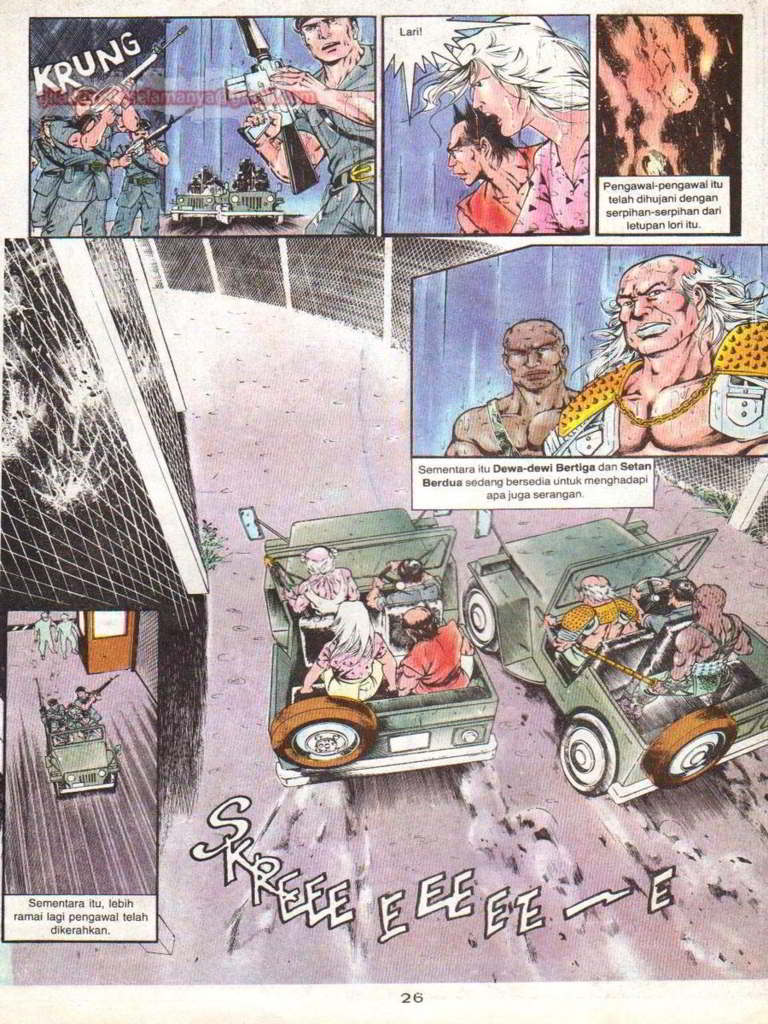 KRUNG
Lari!
Pengawal-pengawal itu
telah dihujani dengan
serpihan-serpihan dari
letupan lori itu.
Sementara itu Dewa-dewi Bertiga dan Setan
Berdua sedang bersedia untuk menghadapi
apa juga serangan.
Sementara itu, lebih
ramai lagi pengawal telah
dikerahkan.
SKREEE EEEEE — E
26